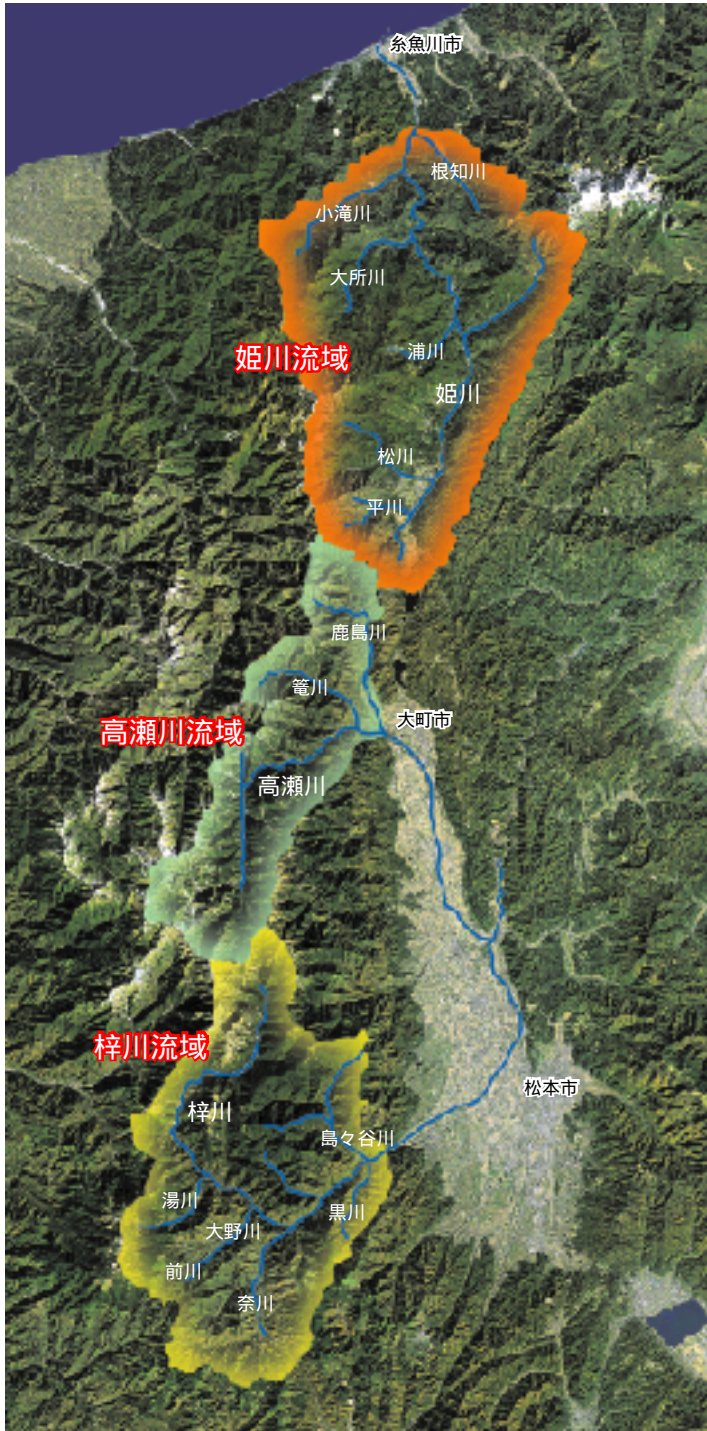 糸魚川市
根知川
小滝川
大所川
浦川
姫川流域
姫川
松川
平川
鹿島川
篭川
大町市
高瀬川流域
高瀬川
梓川流域
松本市
梓川
島々谷川
湯川
黒川
大野川
前川
奈川